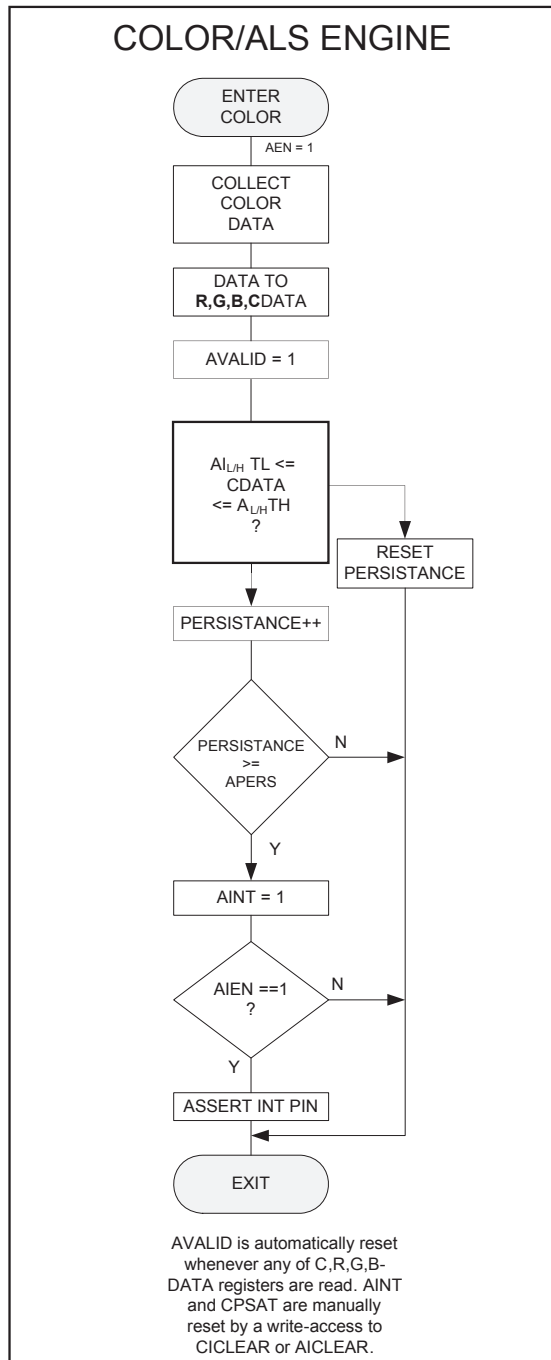 COLOR/ALS ENGINE
ENTER
COLOR
AEN = 1
COLLECT
COLOR
DATA
DATA TO
R,G,B,CDATA
AVALID = 1
AIL/H TL <=
CDATA
<= AL/HTH
?
RESET
PERSISTANCE
PERSISTANCE++
PERSISTANCE
>=
APERS
N
Y
AINT = 1
AIEN ==1
?
N
Y
ASSERT INT PIN
EXIT
AVALID is automatically reset
whenever any of C,R,G,B-
DATA registers are read. AINT
and CPSAT are manually
reset by a write-access to
CICLEAR or AICLEAR.